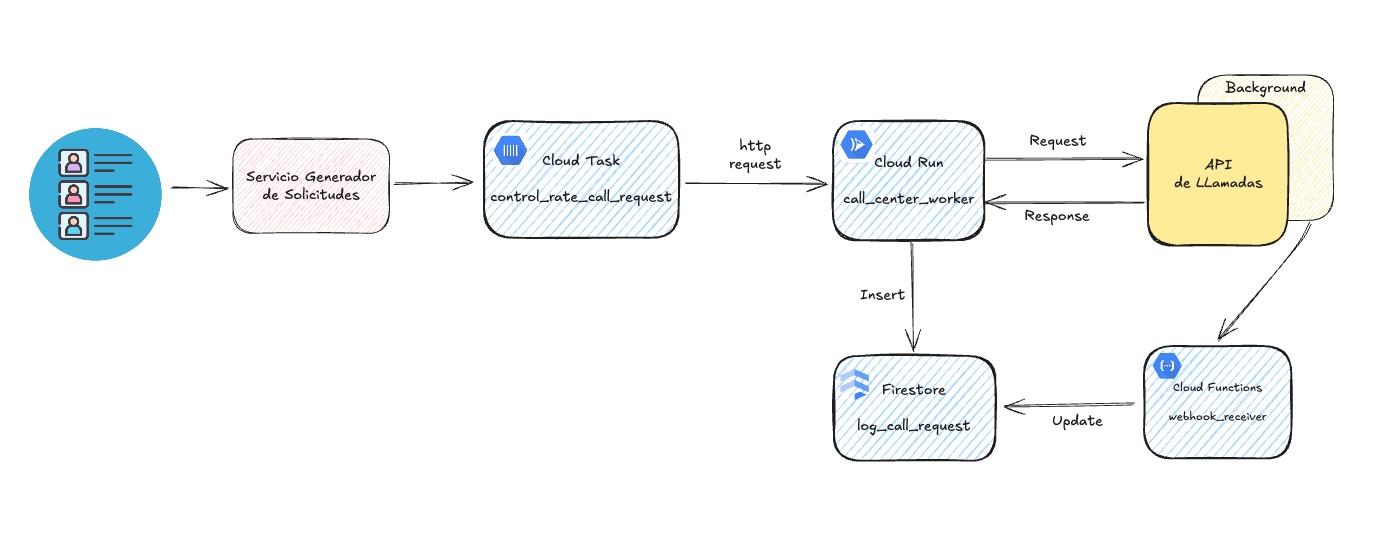 Background
Servicio Generador
de Solicitudes
Cloud Task
control_rate_call_request
http
request
Cloud Run
call_center_worker
Request
Response
API
de LLamadas
Insert
Firestore
log_call_request
Update
Cloud Functions
webhook_receiver